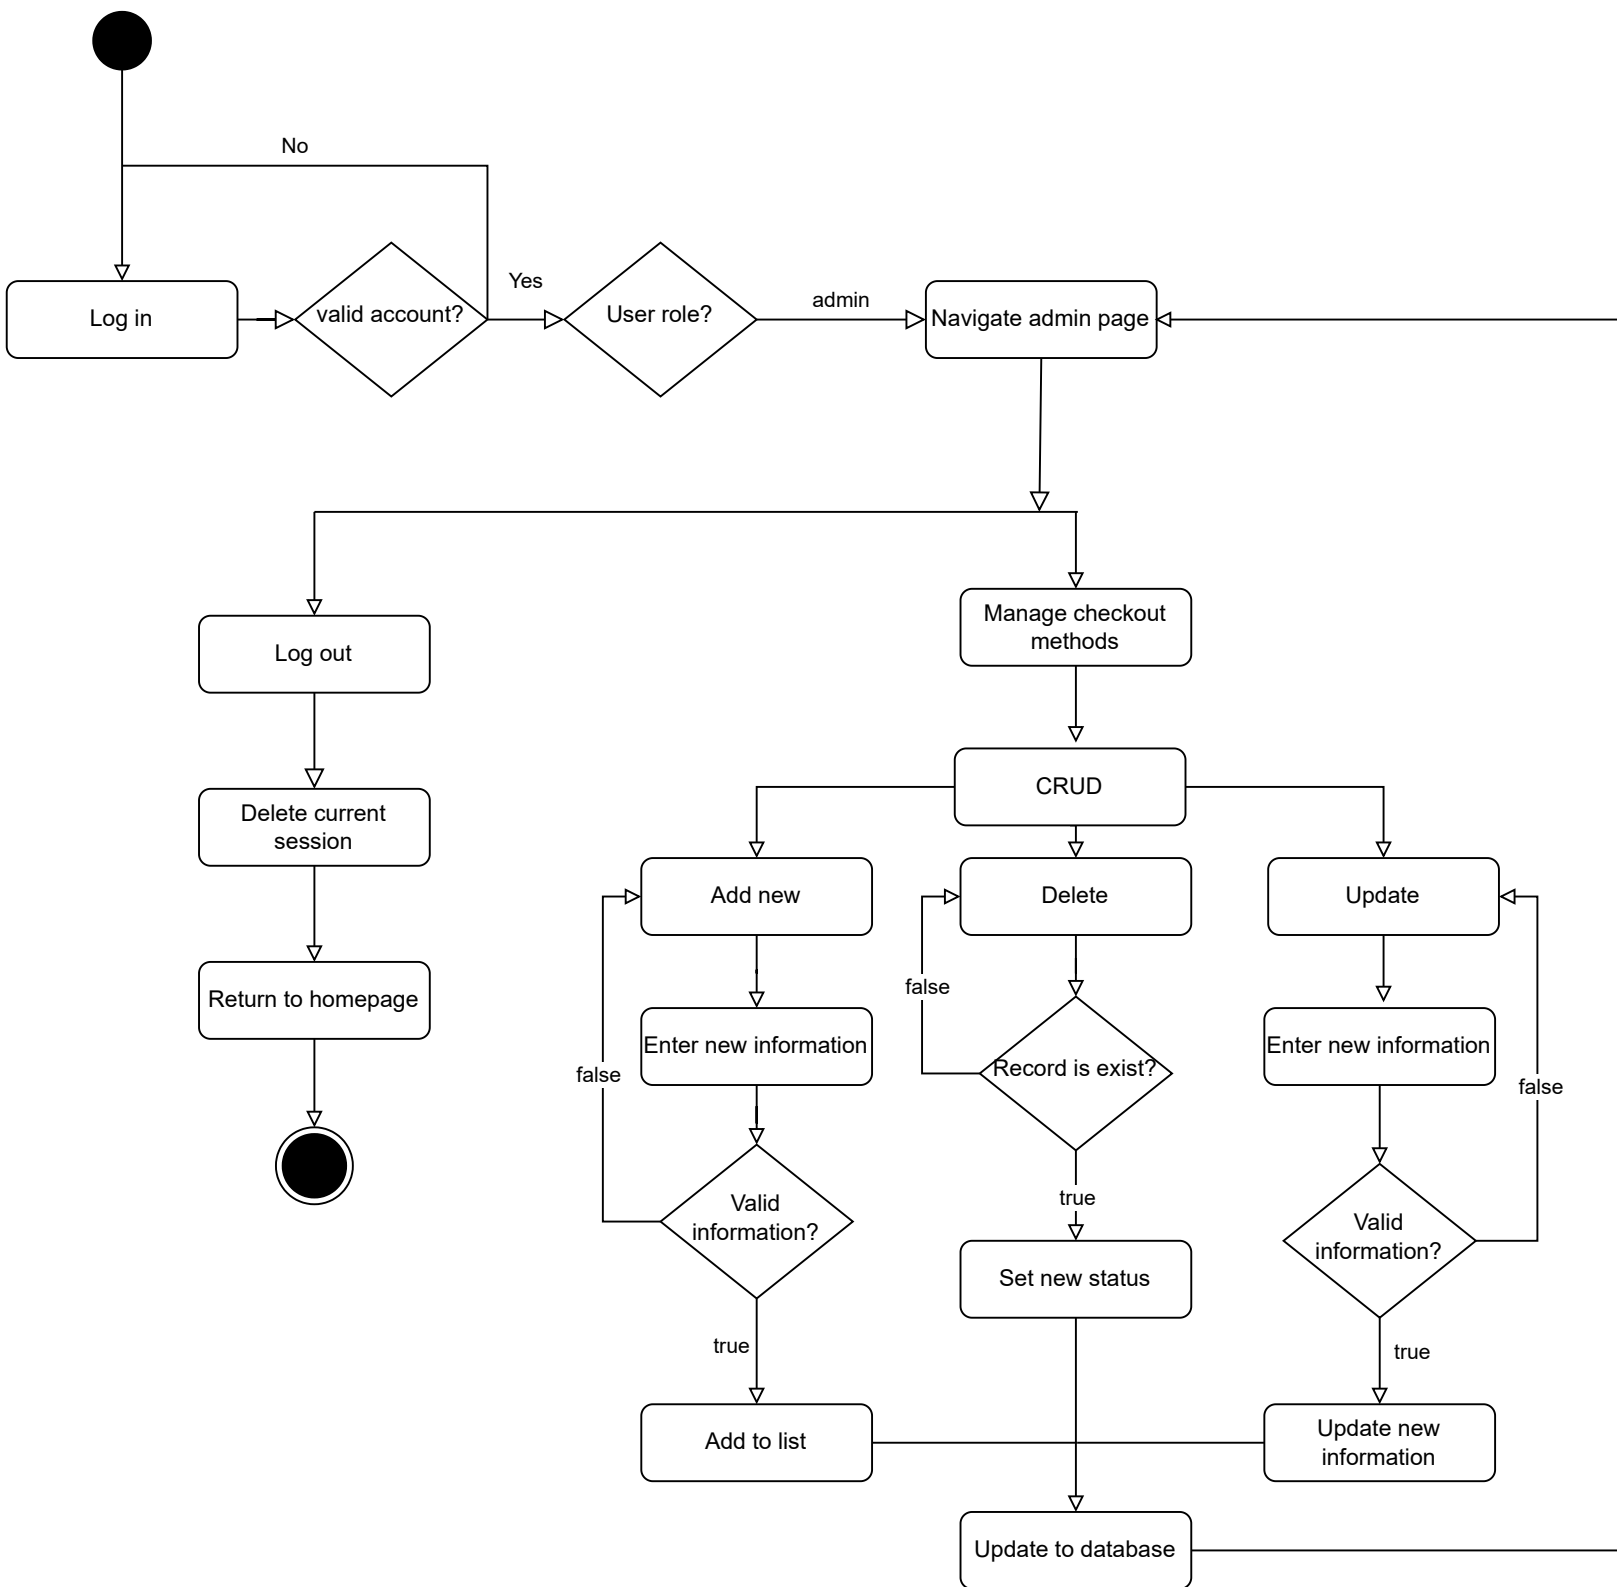 No
Log in
valid account?
Yes
User role?
admin
Navigate admin page
Log out
Manage checkout
methods
Delete current
session
CRUD
Add new
Delete
Update
Return to homepage
false
Enter new information
Record is exist?
Enter new information
false
false
Valid
information?
true
Valid
information?
Set new status
true
true
Add to list
Update new
information
Update to database